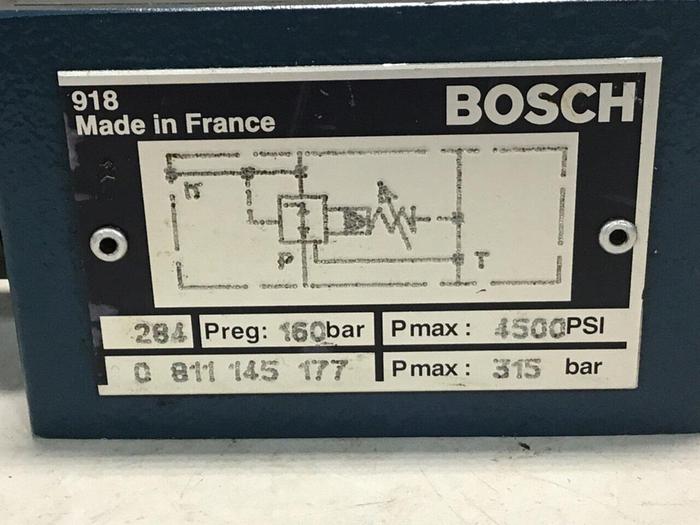 918
BOSCH
Made in France
P
T
284 Preg: 160bar Pmax: 4500PSI
0 811 145 177 Pmax: 315 bar